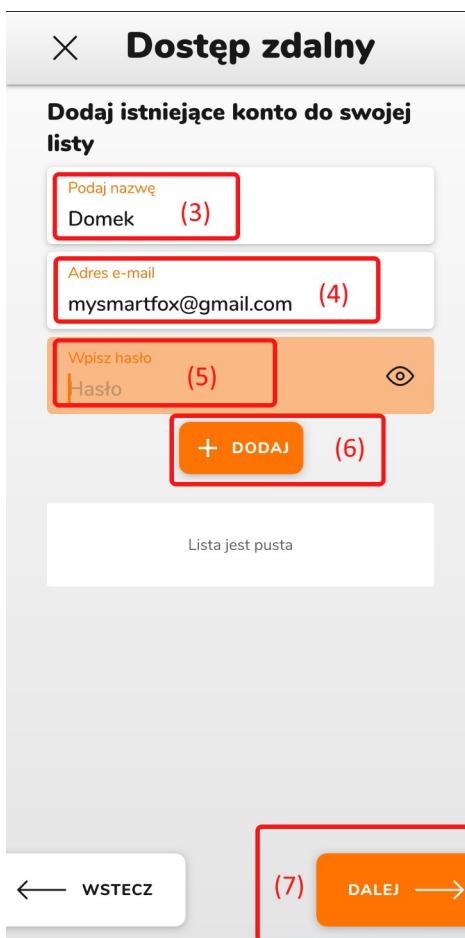 Dostęp zdalny
Dodaj istniejące konto do swojej
listy
Podaj nazwę
Domek (3)
Adres e-mail
mysmartfox@gmail.com (4)
Wpisz hasło
Hasło (5)
+ DODAJ (6)
Lista jest pusta
WSTECZ (7) DALEJ